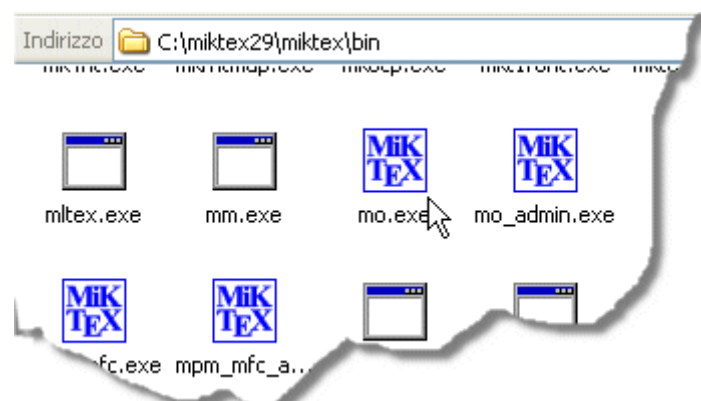 Indirizzo C:\miktex29\miktex\bin
MiK MiK
TEX TEX
mltex.exe mm.exe mo.exe mo_admin.exe
MiK MiK
TEX TEX
mpm_mfc_a...